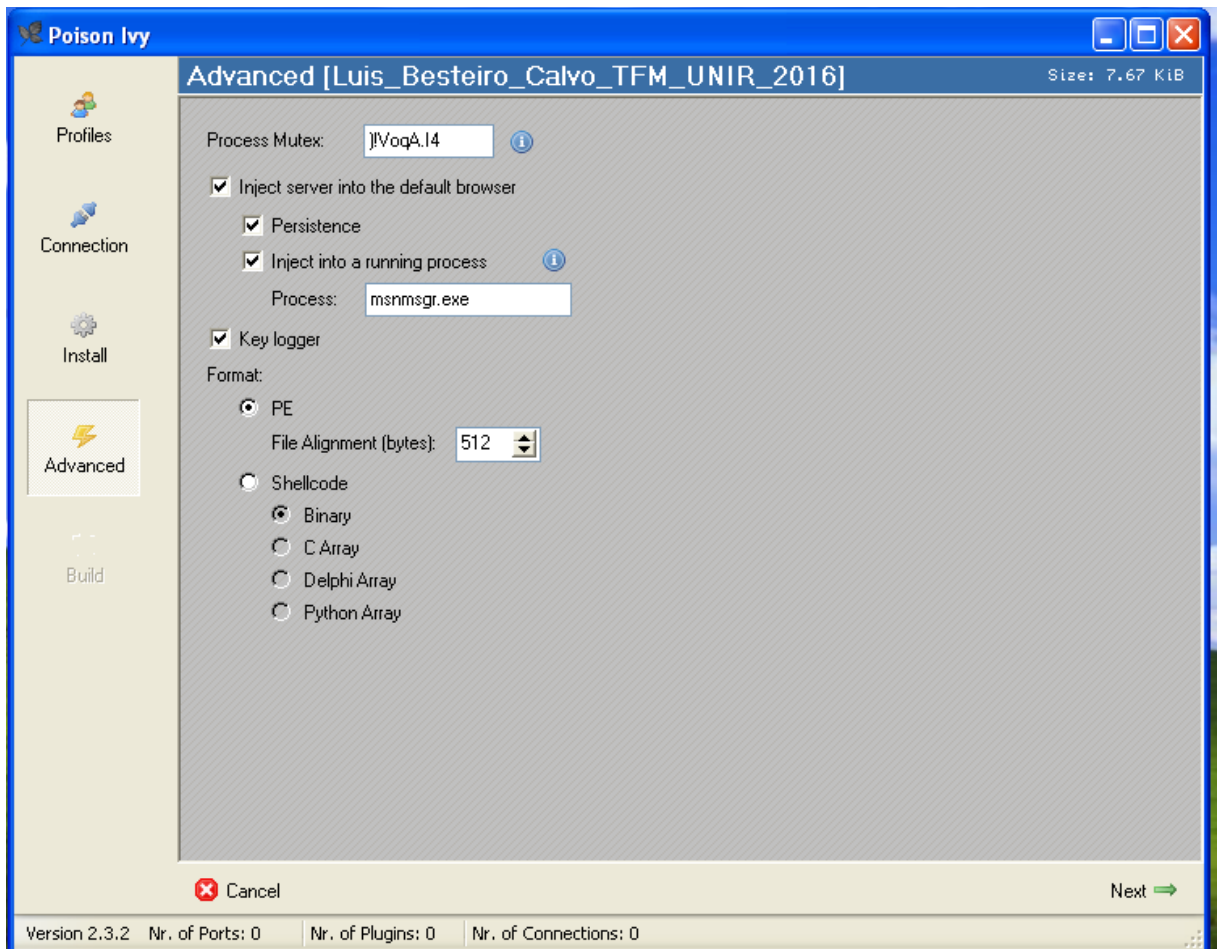 Poison Ivy
Advanced [Luis_Besteiro_Calvo_TFM_UNIR_2016] Size: 7.67 KiB
Profiles
Connection
Install
Advanced
Build
Process Mutex: )!VoqA.I4
Inject server into the default browser
Persistence
Inject into a running process
Process: msnmsgr.exe
Key logger
Format:
PE
File Alignment (bytes): 512
Shellcode
Binary
C Array
Delphi Array
Python Array
Cancel
Next
Version 2.3.2 Nr. of Ports: 0 Nr. of Plugins: 0 Nr. of Connections: 0